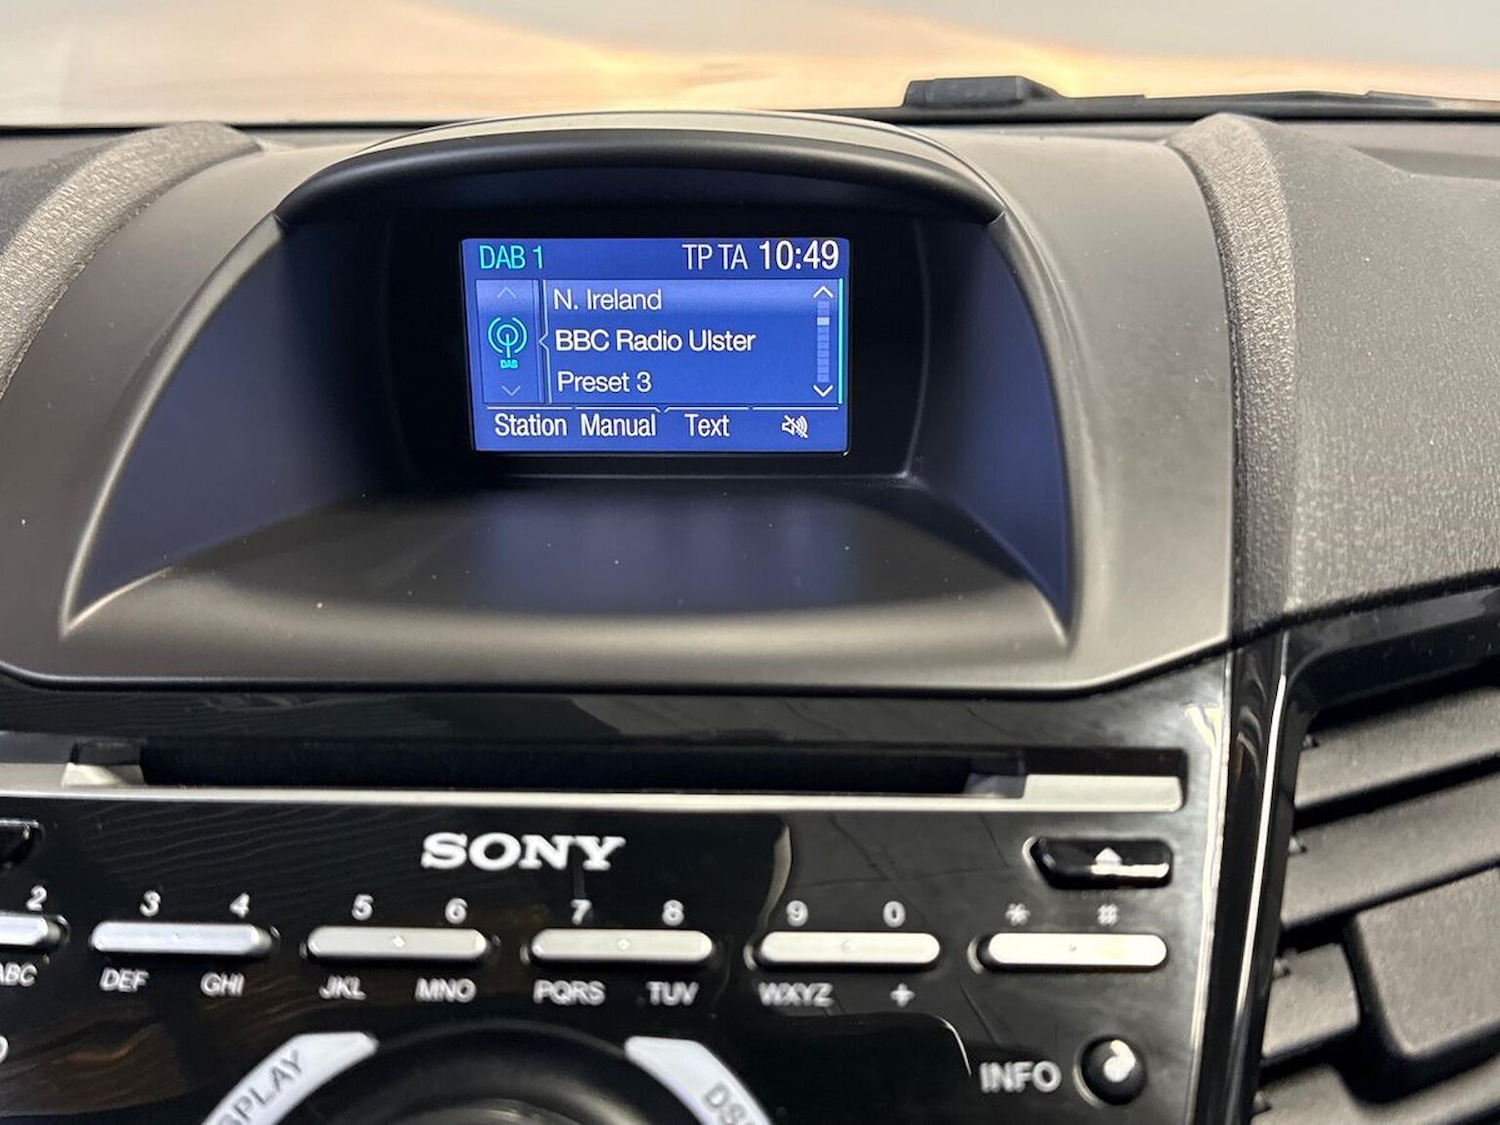 DAB 1 TP TA 10:49
N. Ireland
DAB
BBC Radio Ulster
Preset 3
Station Manual Text
SONY
2 3 4 5 6 7 8 9 0 * #
ABC DEF GHI JKL MNO PQRS TUV WXYZ +
INFO